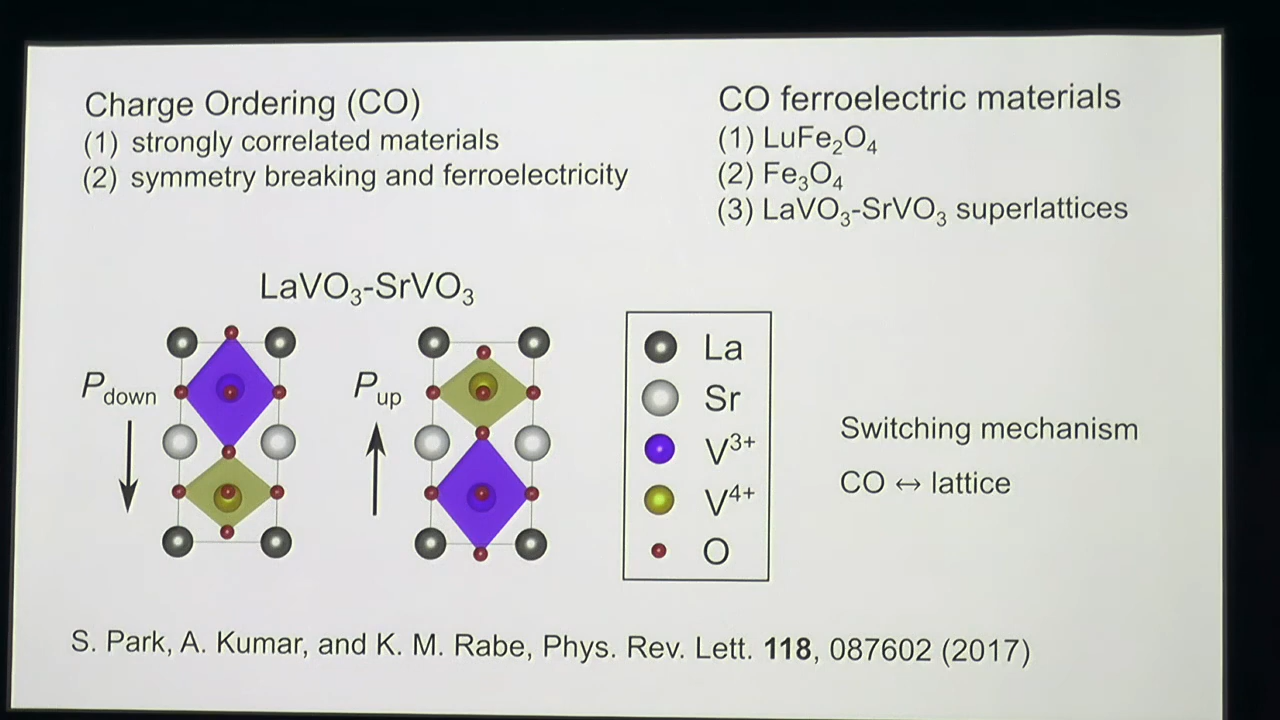 Charge Ordering (CO)
(1) strongly correlated materials
(2) symmetry breaking and ferroelectricity
CO ferroelectric materials
(1) LuFe₂O₄
(2) Fe₃O₄
(3) LaVO₃-SrVO₃ superlattices
LaVO₃-SrVO₃
P down
P up
La
Sr
V³⁺
V⁴⁺
O
Switching mechanism
CO ↔ lattice
S. Park, A. Kumar, and K. M. Rabe, Phys. Rev. Lett. 118, 087602 (2017)